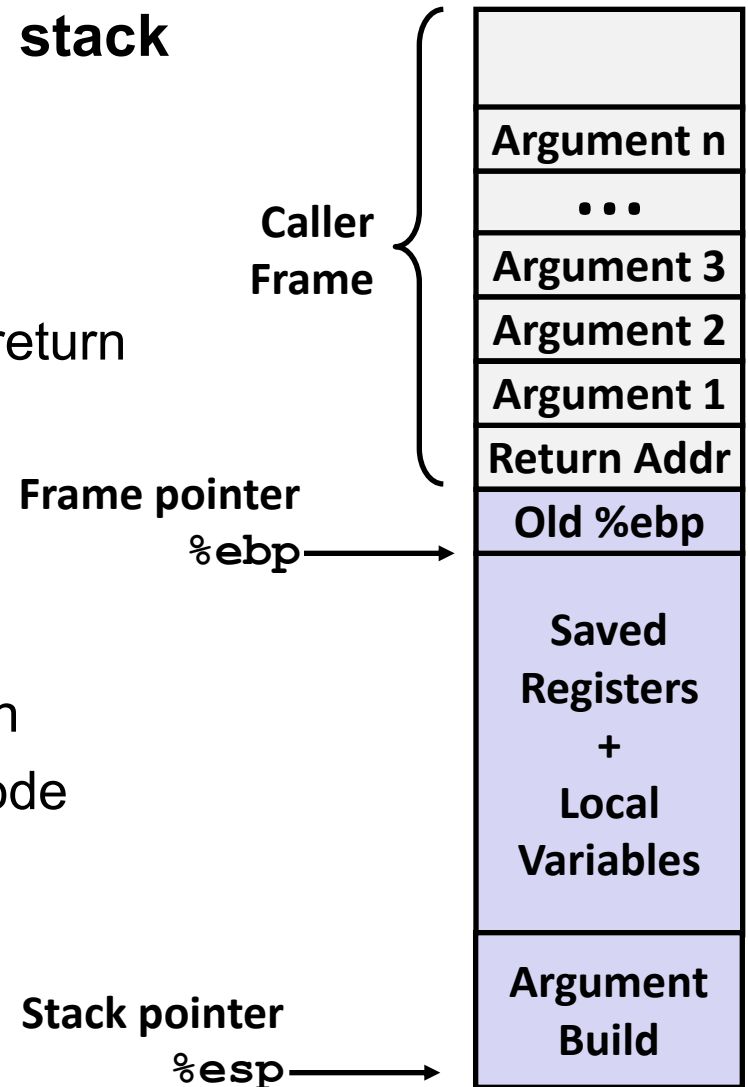 stack
Argument n
...
Caller
Frame
Argument 3
return
Argument 2
Argument 1
Return Addr
Frame pointer
%ebp
Old %ebp
Saved
Registers
+
Local
Variables
Argument
Build
Stack pointer
%esp